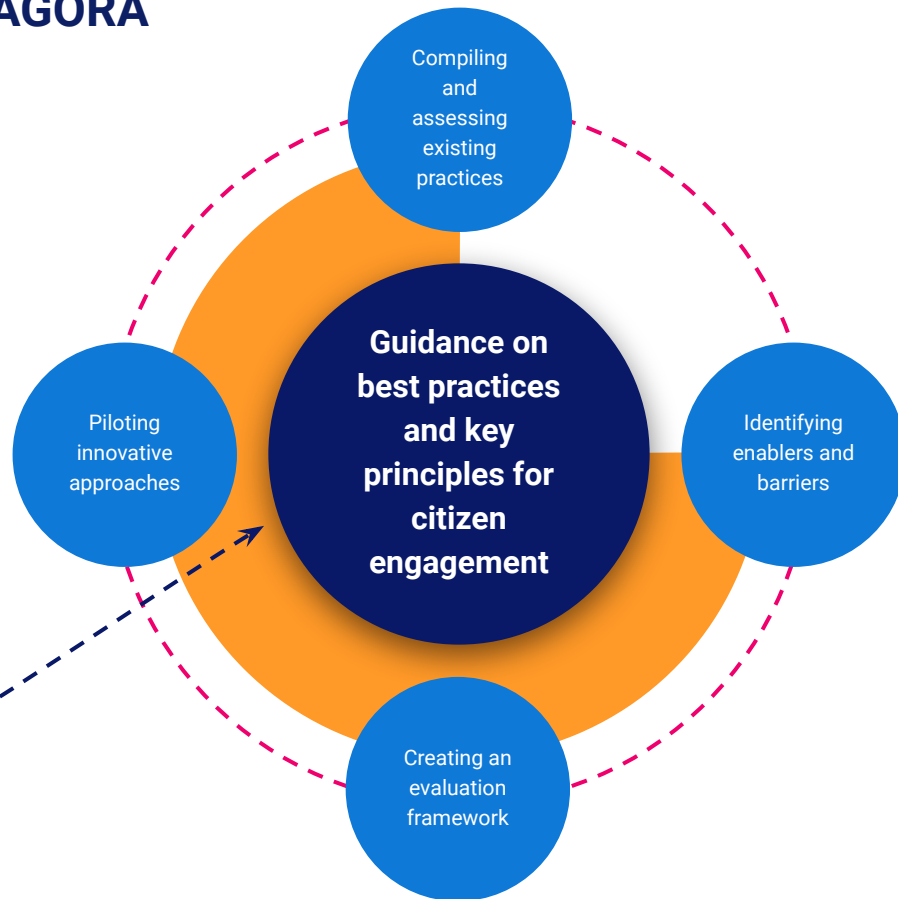 AGORA
Compiling
and
assessing
existing
practices
Guidance on
best practices
and key
principles for
citizen
engagement
Piloting
innovative
approaches
Identifying
enablers and
barriers
Creating an
evaluation
framework